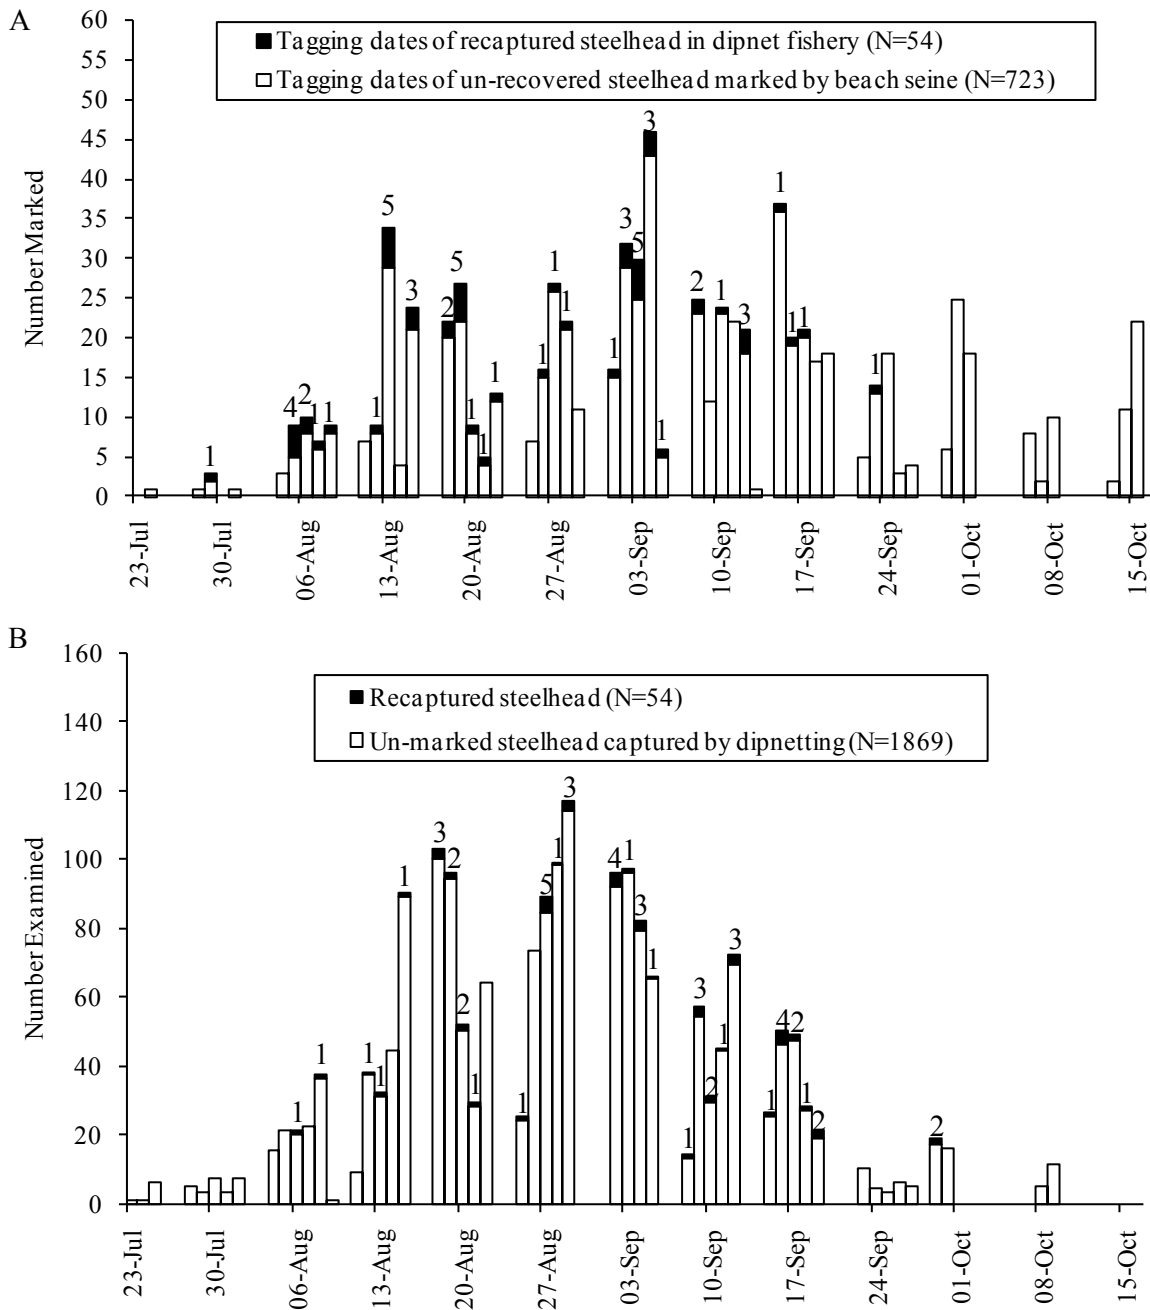 A
Tagging dates of recaptured steelhead in dipnet fishery (N=54)
Tagging dates of un-recovered steelhead marked by beach seine (N=723)
Number Marked
60
55
50
45
40
35
30
25
20
15
10
5
0
1 4 2 1 1 1 5 3 2 5 1 1 1 1 1 1 1 3 5 3 1 2 1 3 1 1 1 1
23-Jul 30-Jul 06-Aug 13-Aug 20-Aug 27-Aug 03-Sep 10-Sep 17-Sep 24-Sep 01-Oct 08-Oct 15-Oct
B
Recaptured steelhead (N=54)
Un-marked steelhead captured by dipnetting (N=1869)
Number Examined
160
140
120
100
80
60
40
20
0
1 1 1 1 1 3 2 2 1 1 5 1 3 4 1 3 1 1 3 2 1 3 1 4 2 1 2 2
23-Jul 30-Jul 06-Aug 13-Aug 20-Aug 27-Aug 03-Sep 10-Sep 17-Sep 24-Sep 01-Oct 08-Oct 15-Oct